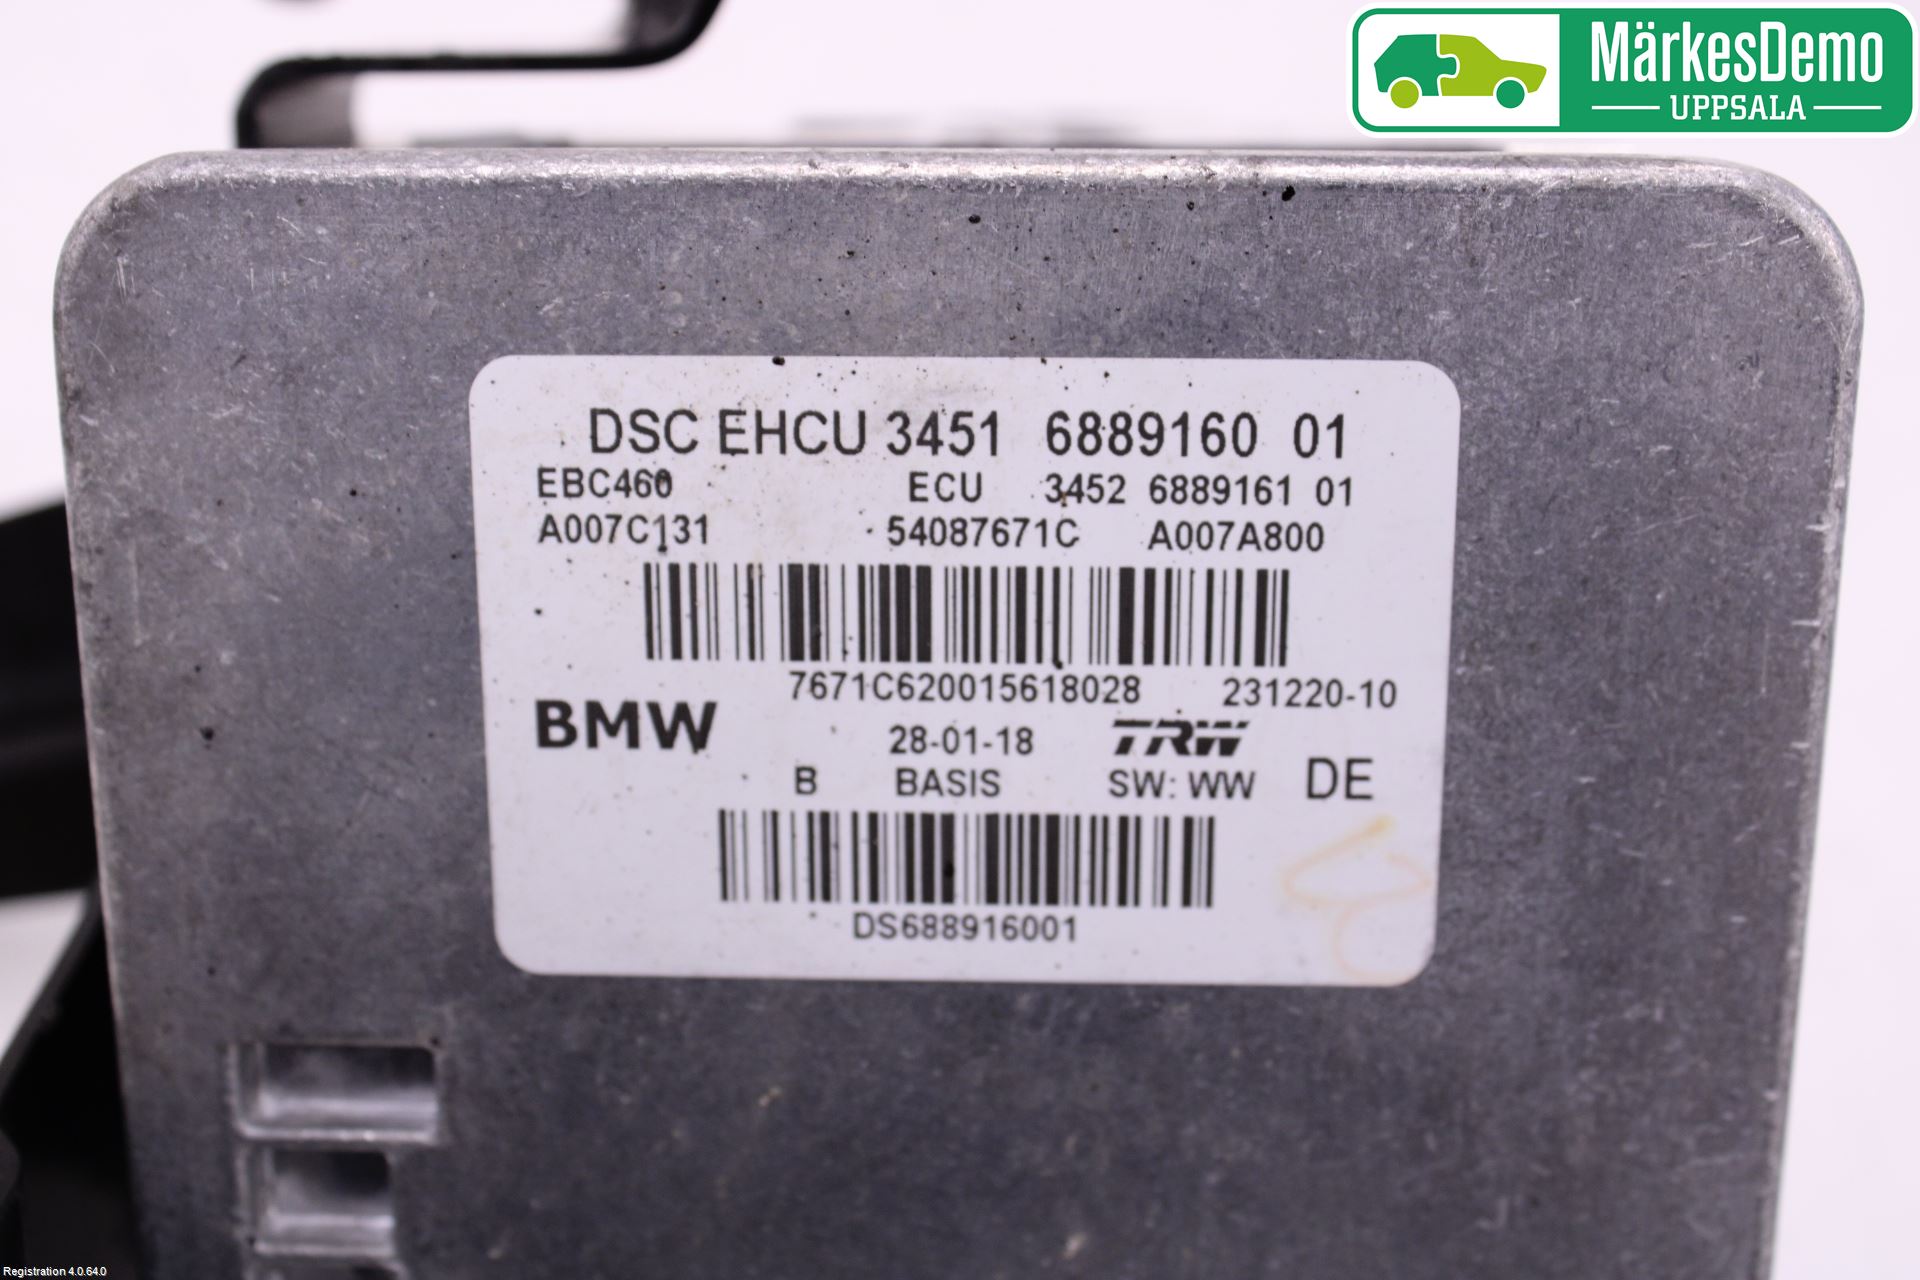 MärkesDemo
UPPSALA
DSC EHCU 3451 6889160 01
EBC460 ECU 3452 6889161 01
A007C131 54087671C A007A800
7671C620015618028 231220-10
BMW 28-01-18 TRW
B BASIS SW: WW DE
DS688916001
Registration 4.0.64.0